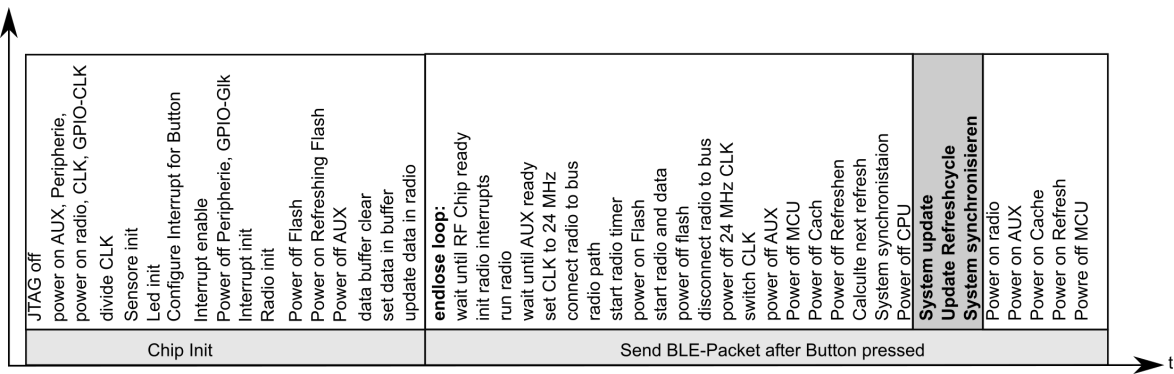 JTAG off
power on AUX, Peripherie,
power on radio, CLK, GPIO-CLK
divide CLK
Sensore init
Led init
Configure Interrupt for Button
Interrupt enable
Power off Peripherie, GPIO-Glk
Interrupt init
Radio init
Power off Flash
Power on Refreshing Flash
Power off AUX
data buffer clear
set data in buffer
update data in radio
endlose loop:
wait until RF Chip ready
init radio interrupts
run radio
wait until AUX ready
set CLK to 24 MHz
connect radio to bus
radio path
start radio timer
power on Flash
start radio and data
power off flash
disconnect radio to bus
power off 24 MHz CLK
switch CLK
power off AUX
Power off MCU
Power off Cach
Power off Refreshen
Calculte next refresh
System synchronistaion
Power off CPU
System update
Update Refreshcycle
System synchronisieren
Power on radio
Power on AUX
Power on Cache
Power on Refresh
Powre off MCU
Chip Init
Send BLE-Packet after Button pressed
t